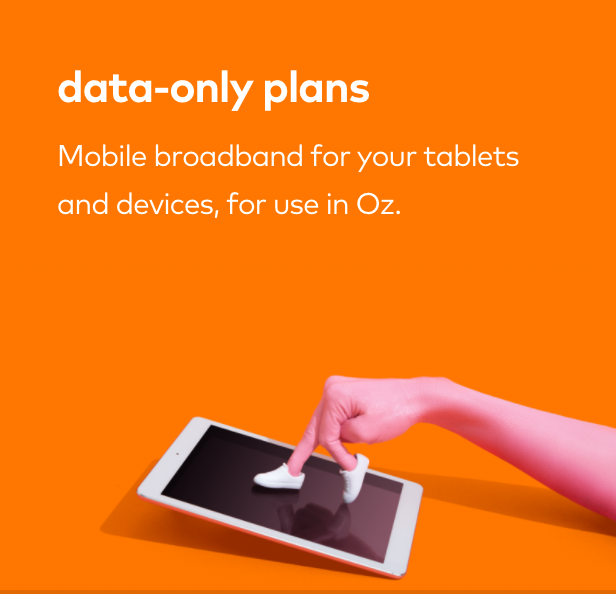 data-only plans
Mobile broadband for your tablets
and devices, for use in Oz.